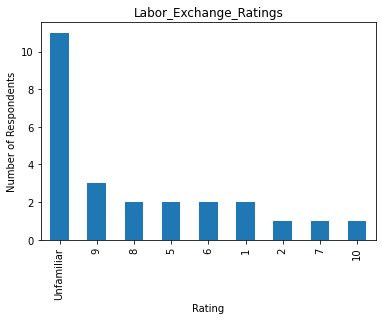 Labor_Exchange_Ratings
Number of Respondents
10
8
6
4
2
0
Unfamiliar 9 8 5 6 1 2 7 10
Rating